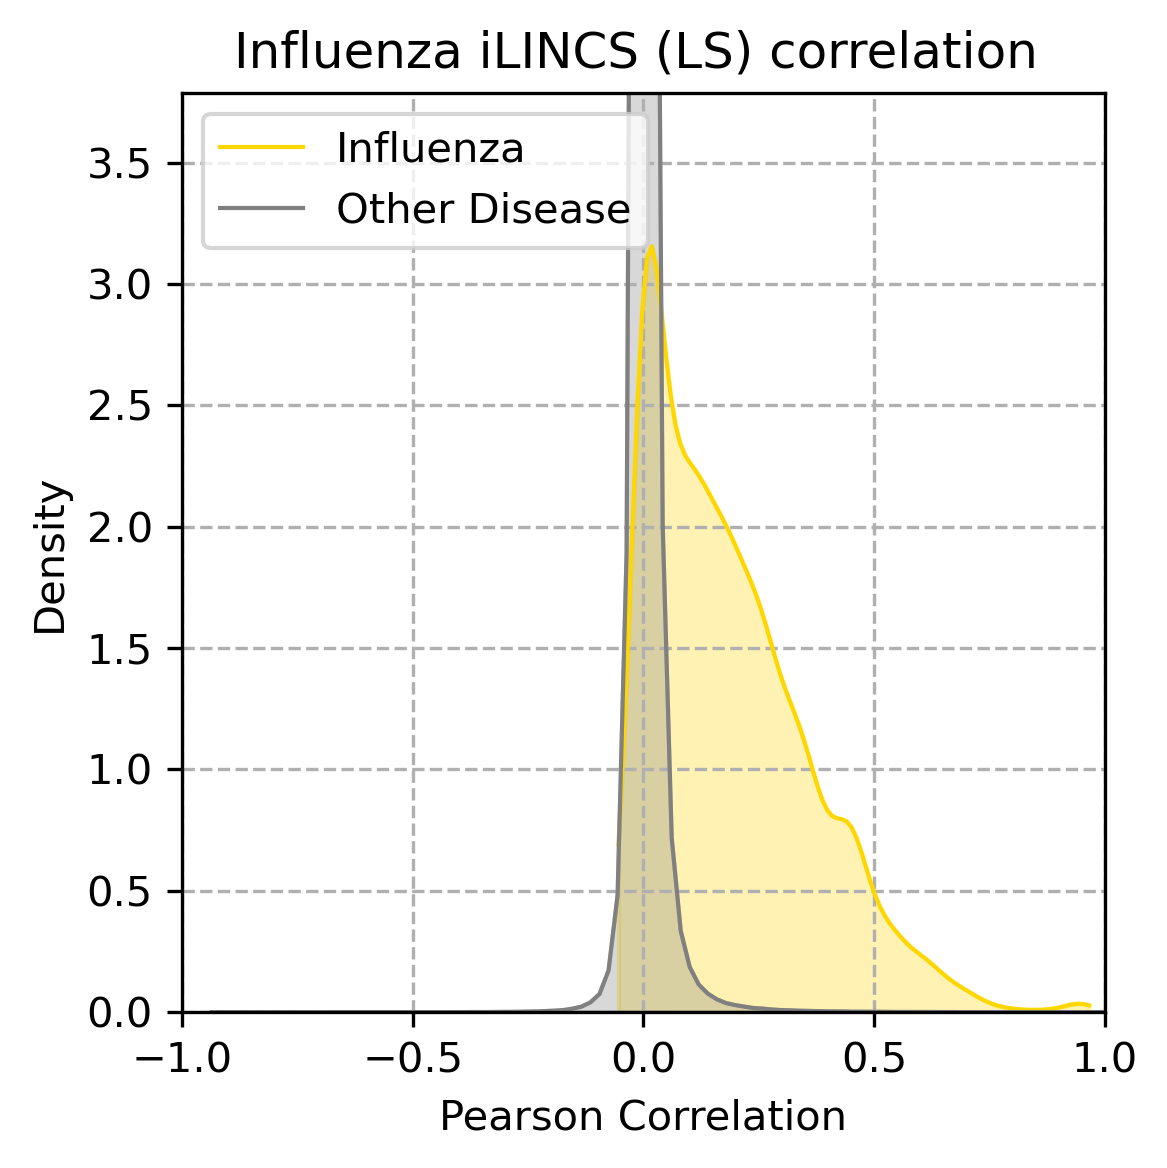 Influenza iLINCS (LS) correlation
Influenza
Other Disease
3.5
3.0
2.5
2.0
1.5
1.0
0.5
0.0
Density
−1.0 −0.5 0.0 0.5 1.0
Pearson Correlation